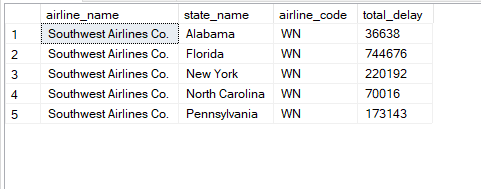 airline_name state_name airline_code total_delay
1 Southwest Airlines Co. Alabama WN 36638
2 Southwest Airlines Co. Florida WN 744676
3 Southwest Airlines Co. New York WN 220192
4 Southwest Airlines Co. North Carolina WN 70016
5 Southwest Airlines Co. Pennsylvania WN 173143